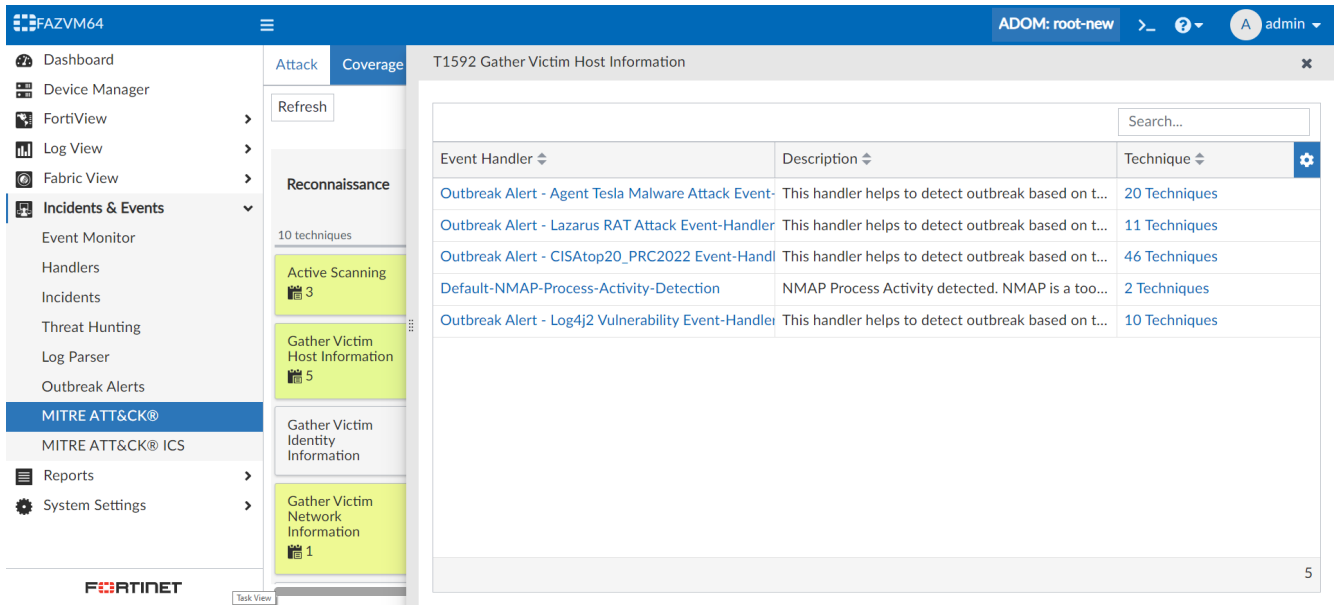 FAZVM64
ADOM: root-new
>_
A
admin
Dashboard
Device Manager
FortiView
Log View
Fabric View
Incidents & Events
Event Monitor
Handlers
Incidents
Threat Hunting
Log Parser
Outbreak Alerts
MITRE ATT&CK®
MITRE ATT&CK® ICS
Reports
System Settings
FORTINET
Task View
Attack
Coverage
Refresh
Reconnaissance
10 techniques
Active Scanning
3
Gather Victim
Host Information
5
Gather Victim
Identity
Information
Gather Victim
Network
Information
1
T1592 Gather Victim Host Information
Search...
Event Handler Description Technique
Outbreak Alert - Agent Tesla Malware Attack Event- This handler helps to detect outbreak based on t... 20 Techniques
Outbreak Alert - Lazarus RAT Attack Event-Handler This handler helps to detect outbreak based on t... 11 Techniques
Outbreak Alert - CISAtop20_PRC2022 Event-Handl This handler helps to detect outbreak based on t... 46 Techniques
Default-NMAP-Process-Activity-Detection NMAP Process Activity detected. NMAP is a too... 2 Techniques
Outbreak Alert - Log4j2 Vulnerability Event-Handler This handler helps to detect outbreak based on t... 10 Techniques
5